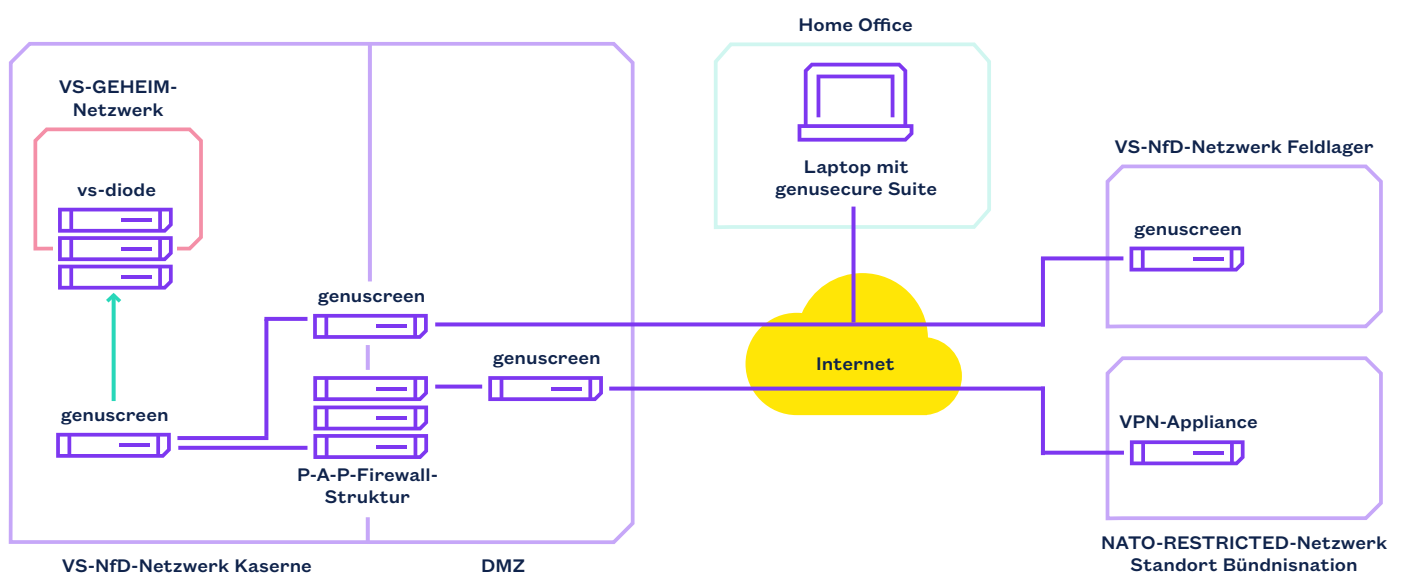 Home Office
VS-GEHEIM-
Netzwerk
VS-NfD-Netzwerk Feldlager
Laptop mit
genusecure Suite
vs-diode
genuscreen
genuscreen
genuscreen
Internet
genuscreen
VPN-Appliance
P-A-P-Firewall-
Struktur
NATO-RESTRICTED-Netzwerk
Standort Bündnisnation
VS-NfD-Netzwerk Kaserne
DMZ